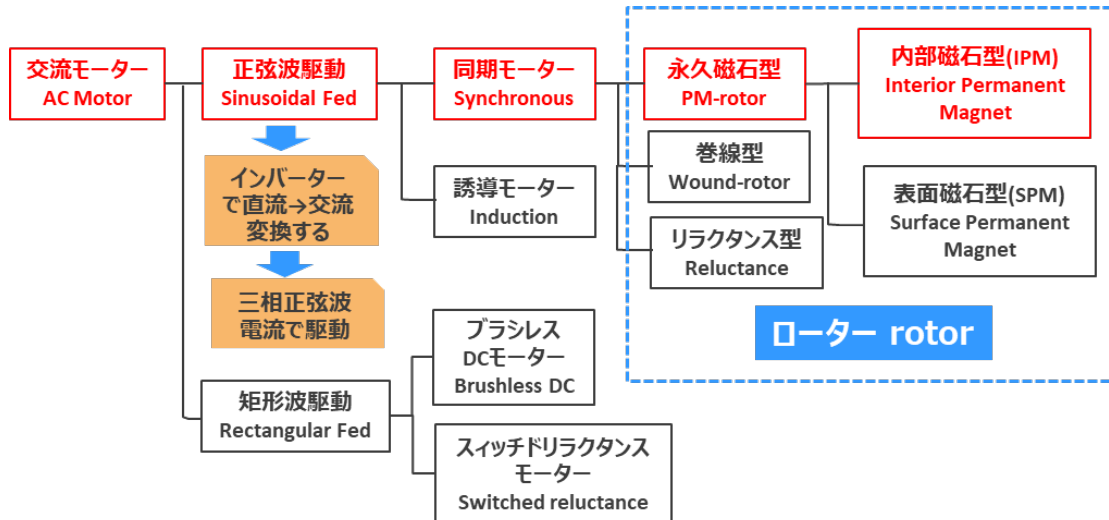 交流モーター
AC Motor
正弦波駆動
Sinusoidal Fed
同期モーター
Synchronous
永久磁石型
PM-rotor
内部磁石型(IPM)
Interior Permanent
Magnet
インバーター
で直流→交流
変換する
誘導モーター
Induction
巻線型
Wound-rotor
表面磁石型(SPM)
Surface Permanent
Magnet
リラクタンス型
Reluctance
三相正弦波
電流で駆動
ローター rotor
ブラシレス
DCモーター
Brushless DC
矩形波駆動
Rectangular Fed
スィッチドリラクタンス
モーター
Switched reluctance